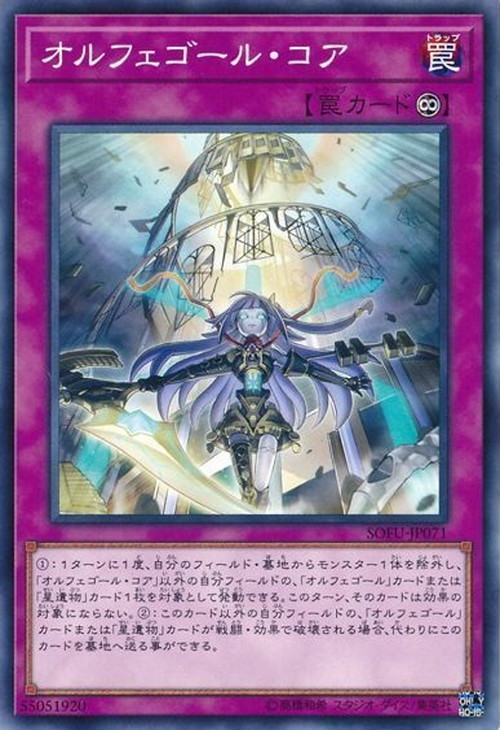 オルフェゴール・コア
トラップ
罠
【罠カード】
SOFU-JP071
①:1ターンに1度、自分のフィールド・墓地からモンスター1体を除外し、
「オルフェゴール・コア」以外の自分フィールドの、「オルフェゴール」カードまたは
「星遺物」カード1枚を対象として発動できる。このターン、そのカードは効果の
対象にならない。②:このカード以外の自分フィールドの、「オルフェゴール」
カードまたは「星遺物」カードが戦闘・効果で破壊される場合、代わりにこの
カードを墓地へ送る事ができる。
55051920
©高橋和希 スタジオ・ダイス/集英社